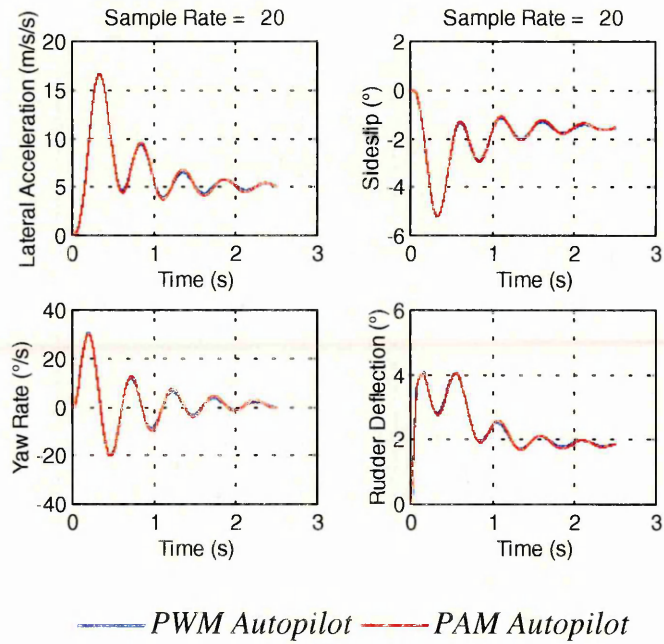 Sample Rate = 20
Lateral Acceleration (m/s/s)
20
15
10
5
0
0 1 2 3
Time (s)
Sample Rate = 20
Sideslip (°)
2
0
-2
-4
-6
0 1 2 3
Time (s)
Yaw Rate (°/s)
40
20
0
-20
-40
0 1 2 3
Time (s)
Rudder Deflection (°)
6
4
2
0
0 1 2 3
Time (s)
PWM Autopilot PAM Autopilot